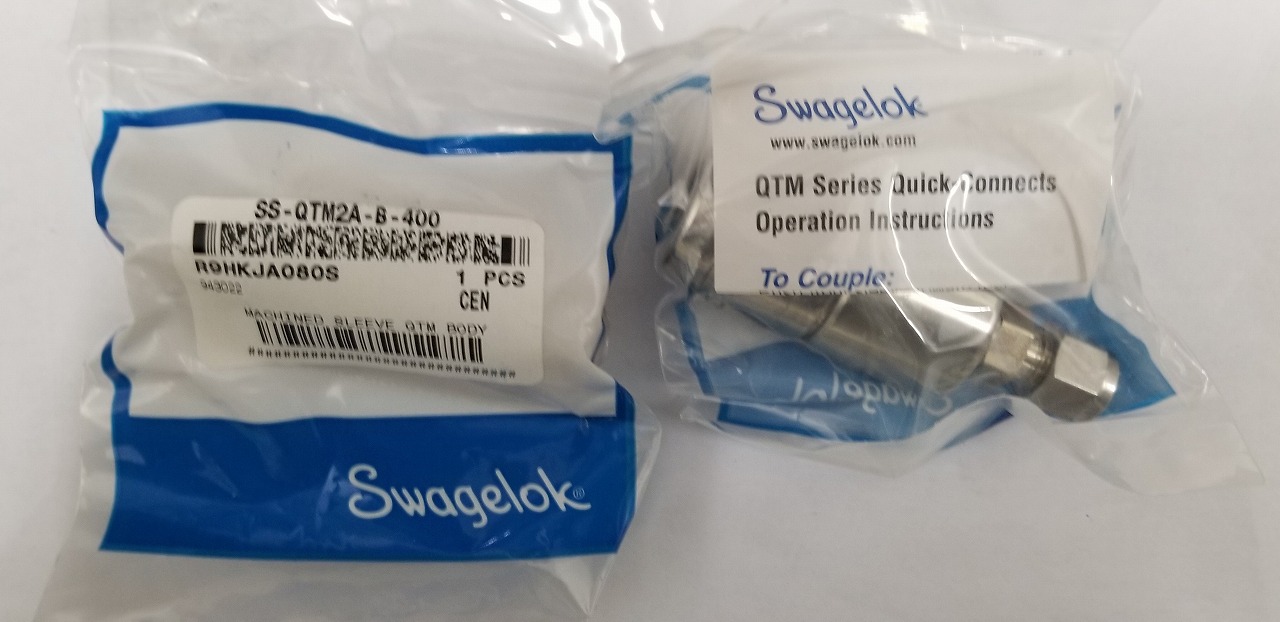 SS-QTM2A-B-400
R9HKJA080S 1 PCS
943022 CEN
MACHINED SLEEVE QTM BODY
Swagelok®
Swagelok
www.swagelok.com
QTM Series Quick-Connects
Operation Instructions
To Couple:
Swagelok